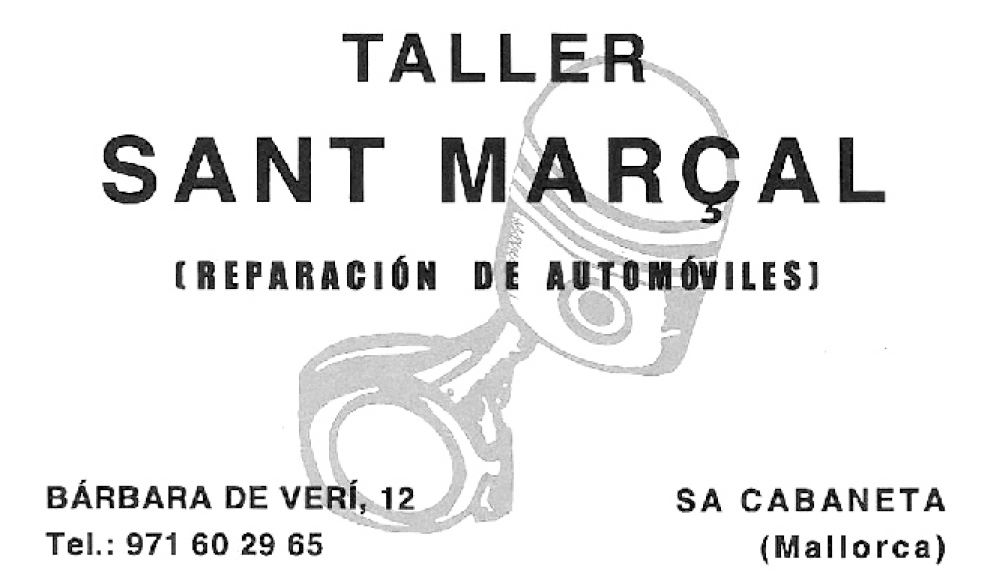 TALLER
SANT MARÇAL
(REPARACIÓN DE AUTOMÓVILES)
BÁRBARA DE VERÍ, 12
Tel.: 971 60 29 65
SA CABANETA
(Mallorca)